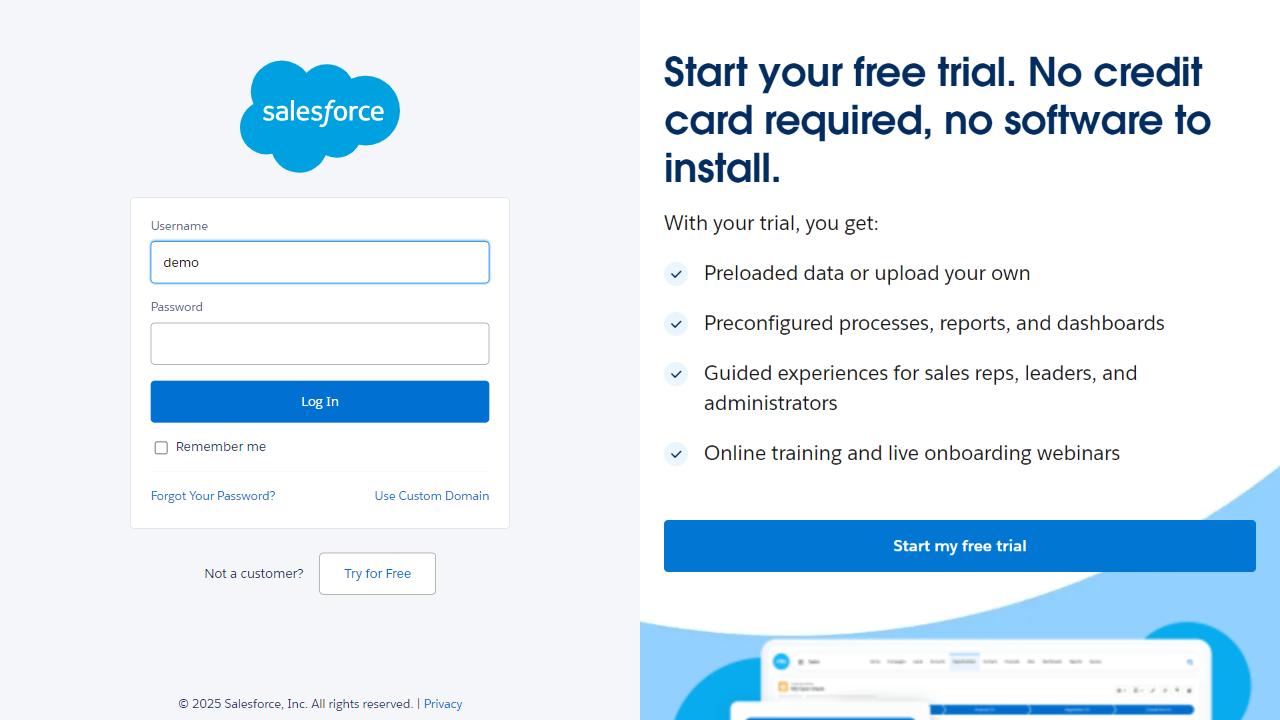 salesforce
Username
demo
Password
Log In
Remember me
Forgot Your Password?
Use Custom Domain
Not a customer?
Try for Free
© 2025 Salesforce, Inc. All rights reserved. | Privacy
Start your free trial. No credit
card required, no software to
install.
With your trial, you get:
Preloaded data or upload your own
Preconfigured processes, reports, and dashboards
Guided experiences for sales reps, leaders, and
administrators
Online training and live onboarding webinars
Start my free trial